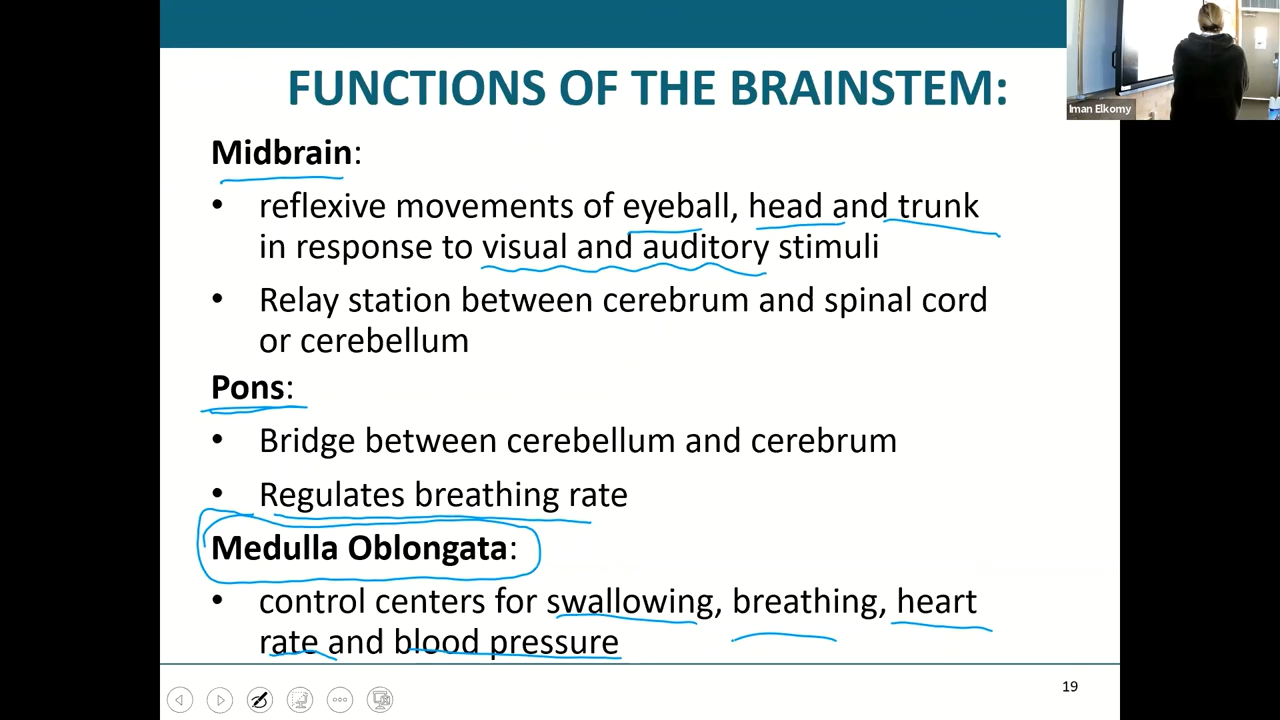 FUNCTIONS OF THE BRAINSTEM:
Iman Elkomy
Midbrain:
• reflexive movements of eyeball, head and trunk
in response to visual and auditory stimuli
• Relay station between cerebrum and spinal cord
or cerebellum
Pons:
• Bridge between cerebellum and cerebrum
• Regulates breathing rate
Medulla Oblongata:
• control centers for swallowing, breathing, heart
rate and blood pressure
19